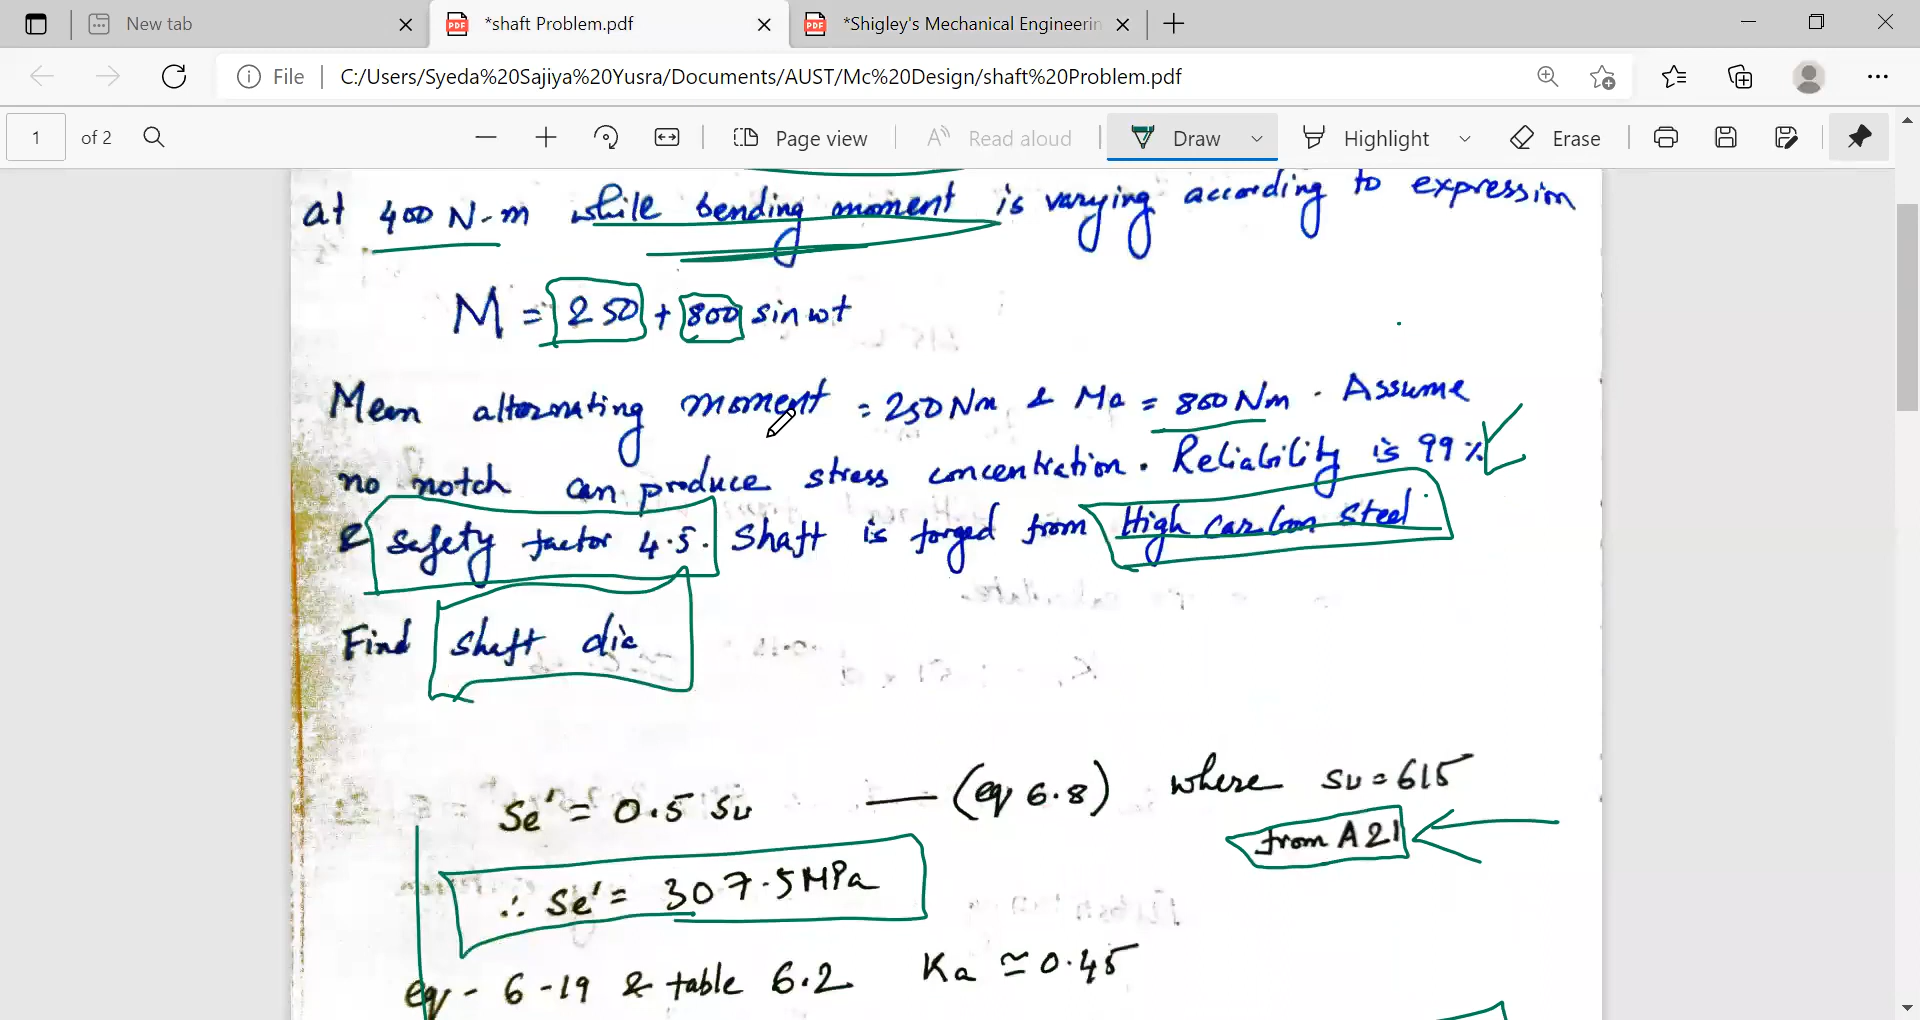 New tab
*shaft Problem.pdf
*Shigley's Mechanical Engineerin
File
C:/Users/Syeda%20Sajiya%20Yusra/Documents/AUST/Mc%20Design/shaft%20Problem.pdf
1 of 2
Page view
Read aloud
Draw
Highlight
Erase
at 400 N-m while bending moment is varying according to expression
M = 250 + 800 sin wt
Mean alternating moment = 250 Nm & Ma = 800 Nm. Assume
no notch can produce stress concentration. Reliability is 99%
& safety factor 4.5. Shaft is forged from High carbon steel
Find shaft dia
Se' = 0.5 Su — (eq 6.8) where Su = 615
from A21
∴ Se' = 307.5 MPa
eq - 6-19 & table 6.2 Ka ≃ 0.45